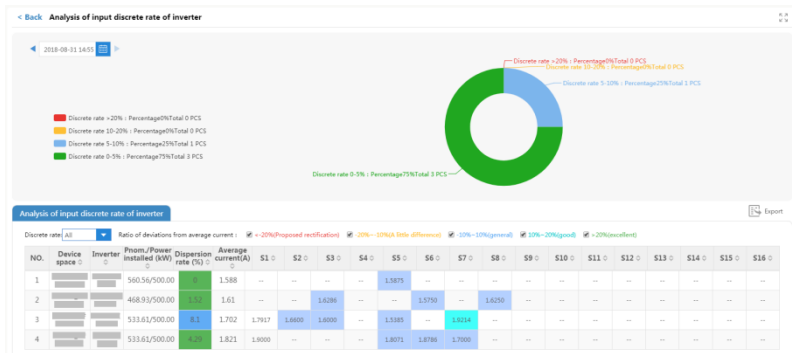 < Back Analysis of input discrete rate of inverter
2018-08-31 14:55
Discrete rate >20% : Percentage0%Total 0 PCS
Discrete rate 10-20% : Percentage0%Total 0 PCS
Discrete rate 5-10% : Percentage25%Total 1 PCS
Discrete rate >20% : Percentage0%Total 0 PCS
Discrete rate 10-20% : Percentage0%Total 0 PCS
Discrete rate 5-10% : Percentage25%Total 1 PCS
Discrete rate 0-5% : Percentage75%Total 3 PCS
Discrete rate 0-5% : Percentage75%Total 3 PCS
Analysis of input discrete rate of inverter
Export
Discrete rate: All Ratio of deviations from average current : <-20%(Proposed rectification) -20%~-10%(A little difference) -10%~10%(general) 10%~20%(good) >20%(excellent)
NO. Device space Inverter Pnom./Power installed (kW) Dispersion rate (%) Average current(A) S1 S2 S3 S4 S5 S6 S7 S8 S9 S10 S11 S12 S13 S14 S15 S16
1 560.56/500.00 0 1.588 -- -- -- -- 1.5875 -- -- -- -- -- -- -- -- -- -- --
2 468.93/500.00 1.52 1.61 -- -- 1.6286 -- -- 1.5750 -- 1.6250 -- -- -- -- -- -- -- --
3 533.61/500.00 8.1 1.702 1.7917 1.6600 1.6000 -- 1.5385 -- 1.9214 -- -- -- -- -- -- -- -- --
4 533.61/500.00 4.29 1.821 1.9000 -- -- -- 1.8071 1.8786 1.7000 -- -- -- -- -- -- -- -- --